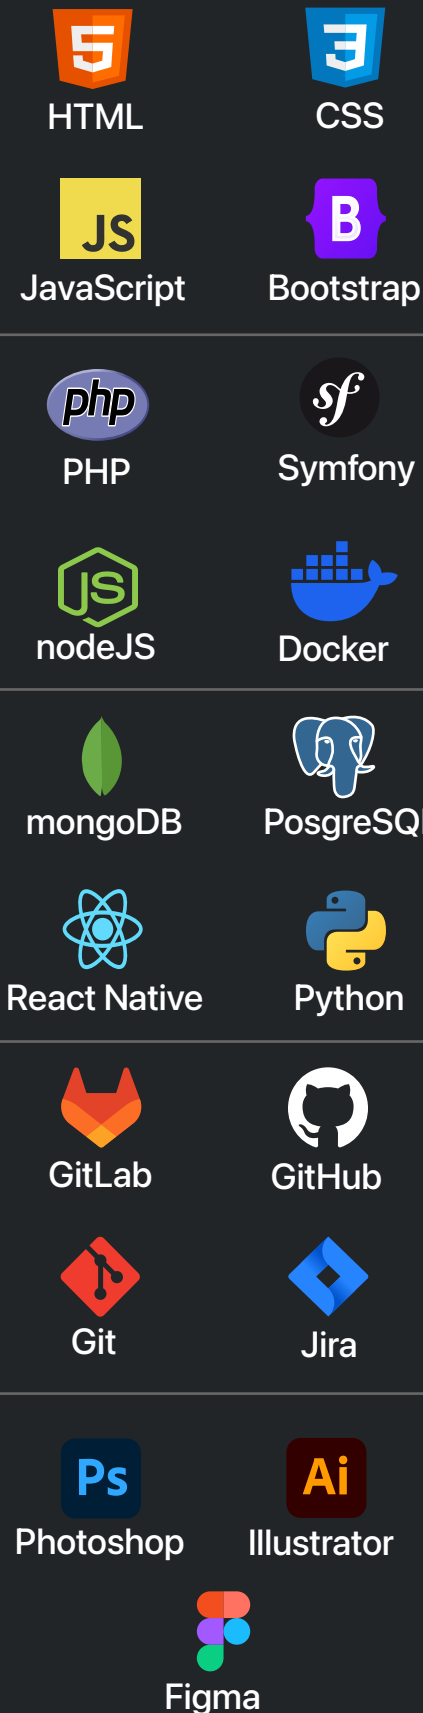 HTML CSS
JS B
JavaScript Bootstrap
php sf
PHP Symfony
JS
nodeJS Docker
mongoDB PosgreSQL
React Native Python
GitLab GitHub
Git Jira
Ps Ai
Photoshop Illustrator
Figma